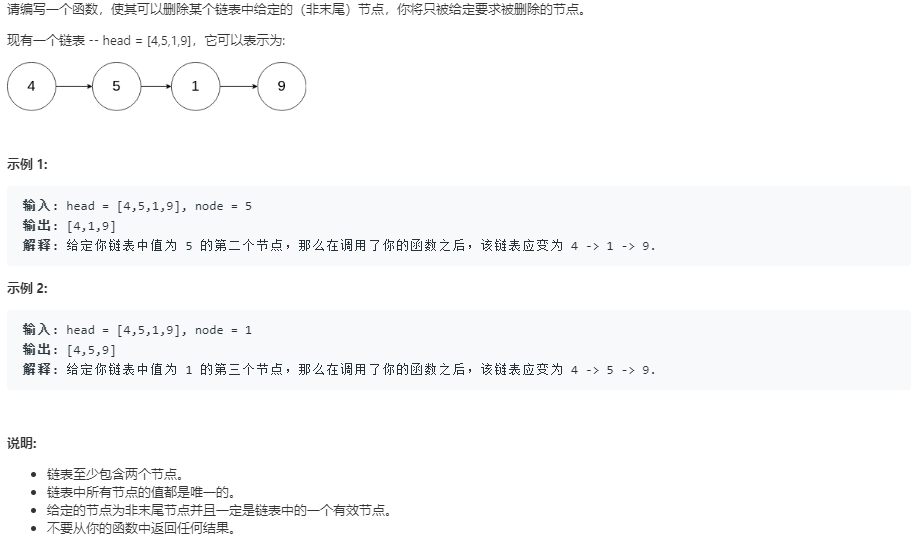 请编写一个函数，使其可以删除某个链表中给定的（非末尾）节点，你将只被给定要求被删除的节点。
现有一个链表 -- head = [4,5,1,9]，它可以表示为:
4 5 1 9
示例 1:
输入: head = [4,5,1,9], node = 5
输出: [4,1,9]
解释: 给定你链表中值为 5 的第二个节点，那么在调用了你的函数之后，该链表应变为 4 -> 1 -> 9.
示例 2:
输入: head = [4,5,1,9], node = 1
输出: [4,5,9]
解释: 给定你链表中值为 1 的第三个节点，那么在调用了你的函数之后，该链表应变为 4 -> 5 -> 9.
说明:
• 链表至少包含两个节点。
• 链表中所有节点的值都是唯一的。
• 给定的节点为非末尾节点并且一定是链表中的一个有效节点。
• 不要从你的函数中返回任何结果。